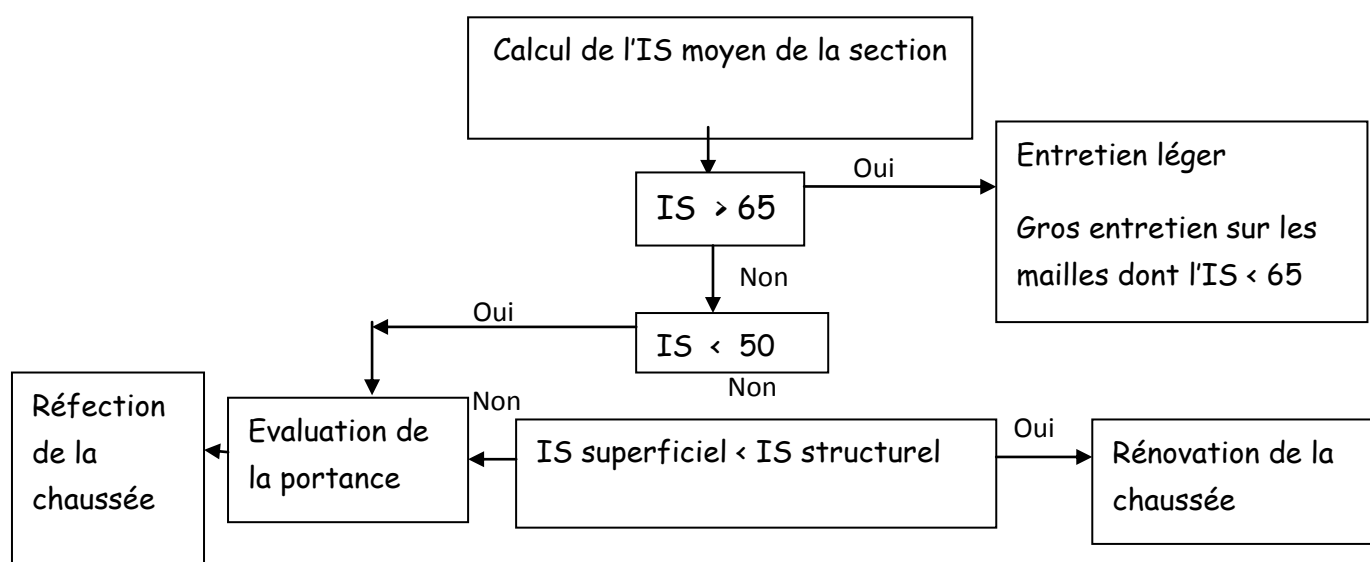 Calcul de l'IS moyen de la section
Oui
Entretien léger
Gros entretien sur les
mailles dont l'IS < 65
IS > 65
Non
Oui
IS < 50
Non
Réfection
de la
chaussée
Evaluation de
la portance
Non
IS superficiel < IS structurel
Oui
Rénovation de la
chaussée